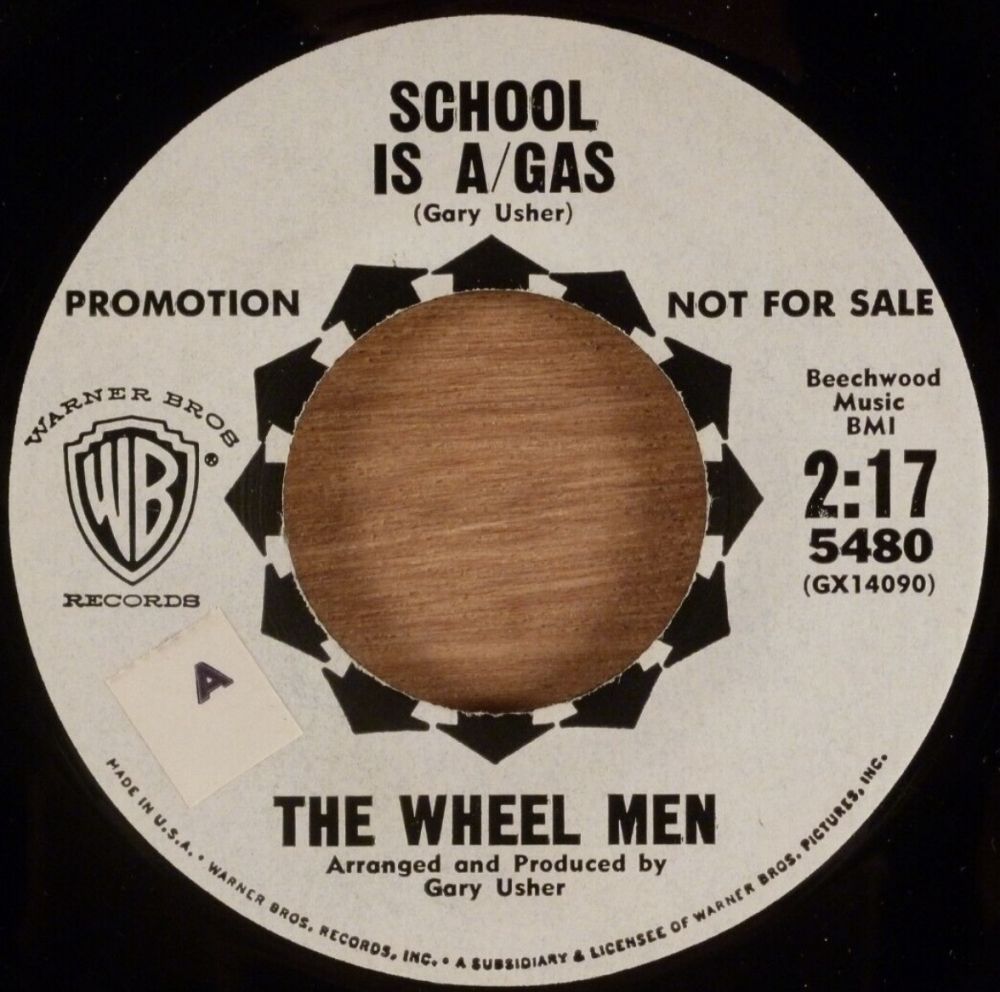 SCHOOL
IS A/GAS
(Gary Usher)
PROMOTION
NOT FOR SALE
WARNER BROS
WB
®
RECORDS
Beechwood
Music
BMI
2:17
5480
(GX14090)
A
THE WHEEL MEN
Arranged and Produced by
Gary Usher
MADE IN U.S.A. • WARNER BROS. RECORDS, INC. • A SUBSIDIARY & LICENSEE OF WARNER BROS. PICTURES, INC.